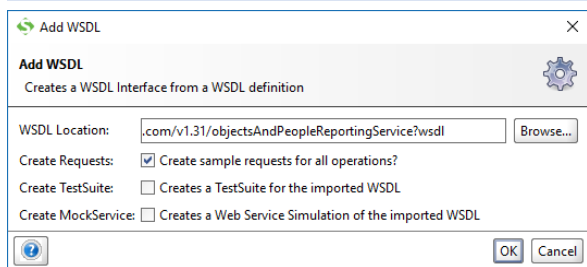 Add WSDL
Add WSDL
Creates a WSDL Interface from a WSDL definition
WSDL Location: .com/v1.31/objectsAndPeopleReportingService?wsdl Browse...
Create Requests: Create sample requests for all operations?
Create TestSuite: Creates a TestSuite for the imported WSDL
Create MockService: Creates a Web Service Simulation of the imported WSDL
? OK Cancel